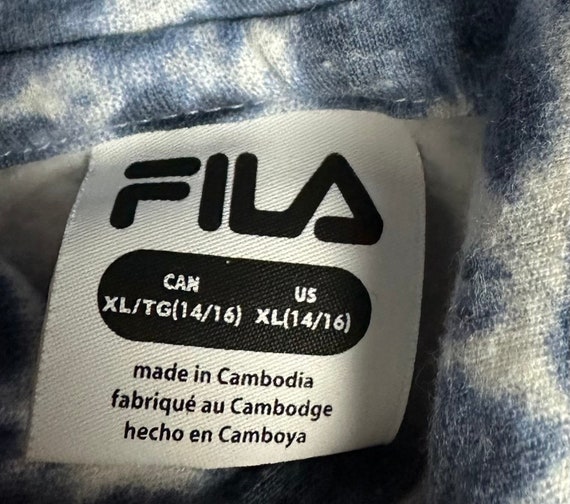 FILA
CAN US
XL/TG(14/16) XL(14/16)
made in Cambodia
fabriqué au Cambodge
hecho en Camboya